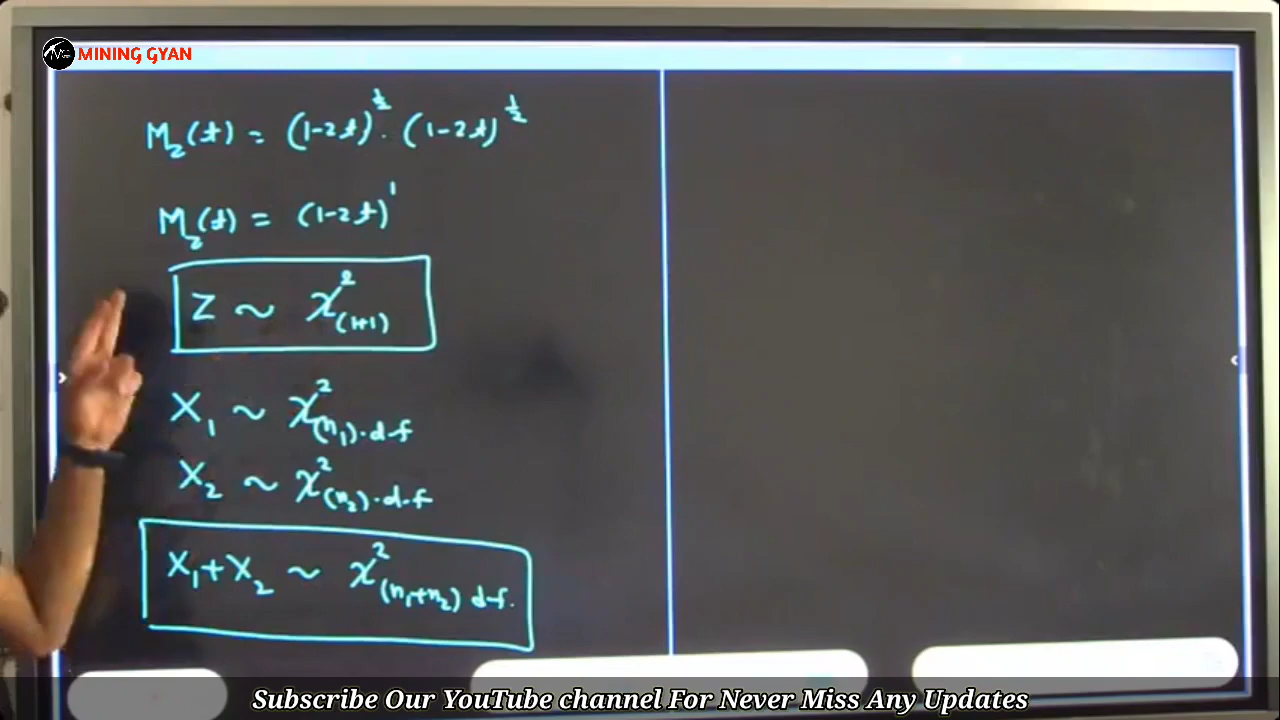 MINING GYAN
M_z(t) = (1-2t)^½ · (1-2t)^½
M_z(t) = (1-2t)^1
Z ~ χ²_(1+1)
X₁ ~ χ²_(n₁)·d·f
X₂ ~ χ²_(n₂)·d·f
X₁+X₂ ~ χ²_(n₁+n₂) d·f.
Subscribe Our YouTube channel For Never Miss Any Updates